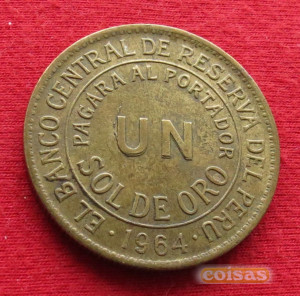 EL BANCO CENTRAL DE RESERVA DEL PERU
PAGARA AL PORTADOR
UN
SOL DE ORO
· 1964 ·
coisas